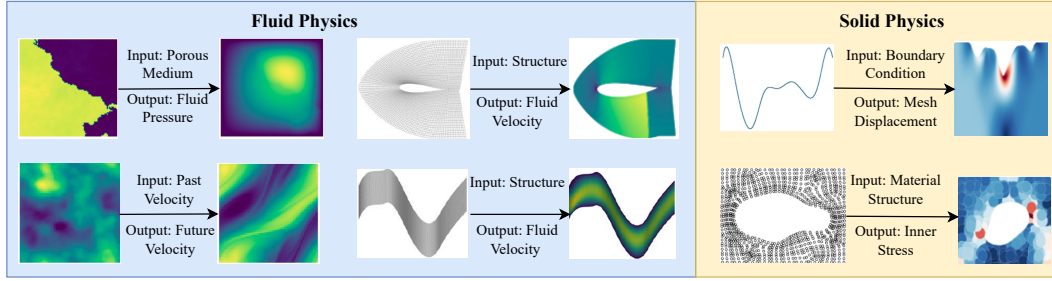 Fluid Physics
Input: Porous
Medium
Output: Fluid
Pressure
Input: Structure
Output: Fluid
Velocity
Input: Past
Velocity
Output: Future
Velocity
Input: Structure
Output: Fluid
Velocity
Solid Physics
Input: Boundary
Condition
Output: Mesh
Displacement
Input: Material
Structure
Output: Inner
Stress